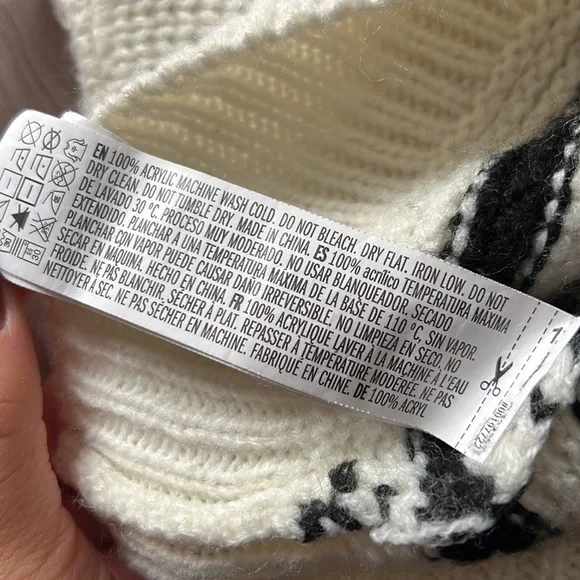 EN 100% ACRYLIC MACHINE WASH COLD. DO NOT BLEACH, DRY FLAT. IRON LOW. DO NOT
DRY CLEAN. DO NOT TUMBLE DRY. MADE IN CHINA. ES 100% acrílico TEMPERATURA MÁXIMA
DE LAVADO 30 °C. PROCESO MUY MODERADO. NO USAR BLANQUEADOR. SECADO
EXTENDIDO. PLANCHAR A UNA TEMPERATURA MÁXIMA DE LA BASE DE 110 °C, SIN VAPOR.
PLANCHAR CON VAPOR PUEDE CAUSAR DAÑO IRREVERSIBLE. NO LIMPIEZA EN SECO. NO
SECAR EN MAQUINA. HECHO EN CHINA. FR 100% ACRYLIQUE LAVER À LA MACHINE À L'EAU
FROIDE. NE PAS BLANCHIR. SÉCHER À PLAT. REPASSER À TEMPÉRATURE MODÉRÉE. NE PAS
NETTOYER À SEC. NE PAS SÉCHER EN MACHINE. FABRIQUE EN CHINE. DE 100% ACRYL
30
1